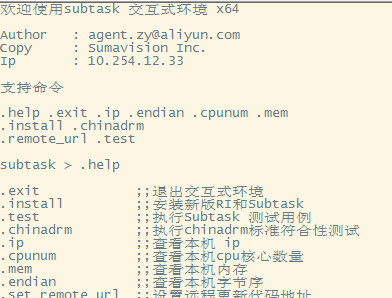 欢迎使用subtask 交互式环境 x64
Author : agent.zy@aliyun.com
Copy : Sumavision Inc.
Ip : 10.254.12.33
支持命令
.help .exit .ip .endian .cpunum .mem
.install .chinadrm
.remote_url .test
subtask > .help
.exit ;;退出交互式环境
.install ;;安装新版RI和Subtask
.test ;;执行Subtask 测试用例
.chinadrm ;;执行chinadrm标准符合性测试
.ip ;;查看本机 ip
.cpunum ;;查看本机cpu核心数量
.mem ;;查看本机内存
.endian ;;查看本机字节序
.set_remote_url ;;设置远程更新代码地址